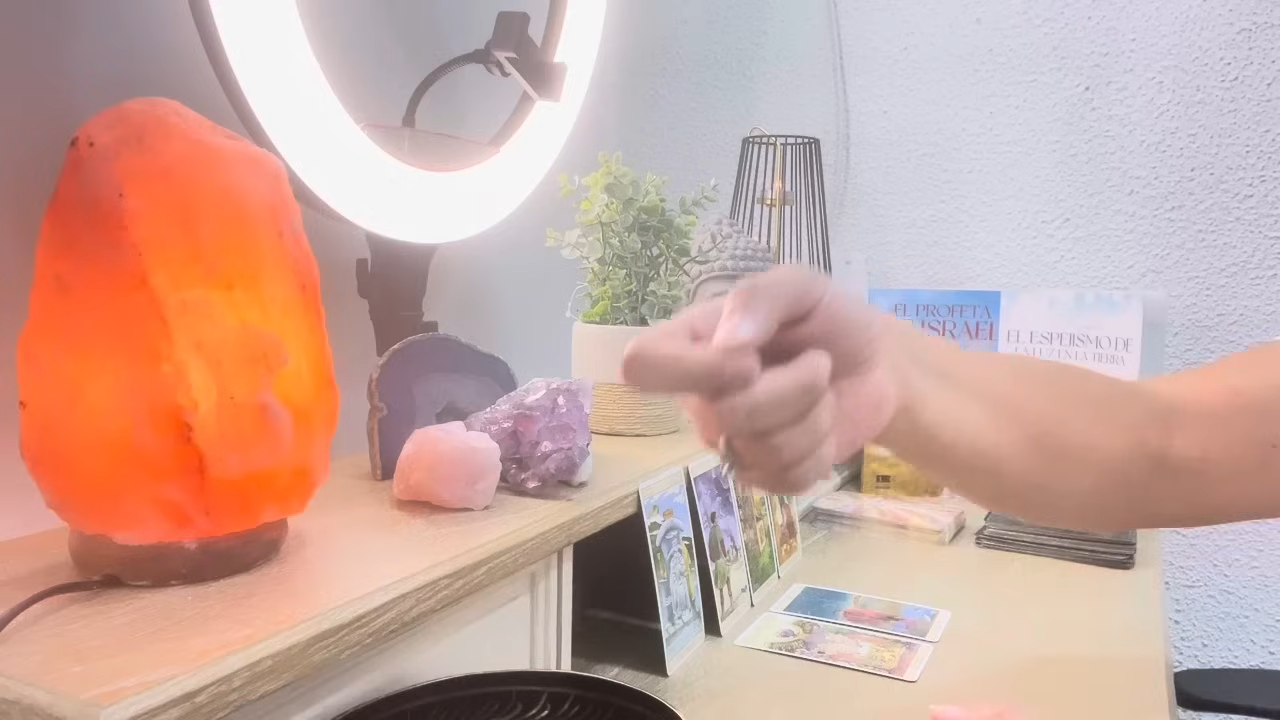 EL PROFETA
ISRAEL
EL ESPEJISMO DE
LA LUZ EN LA TIERRA